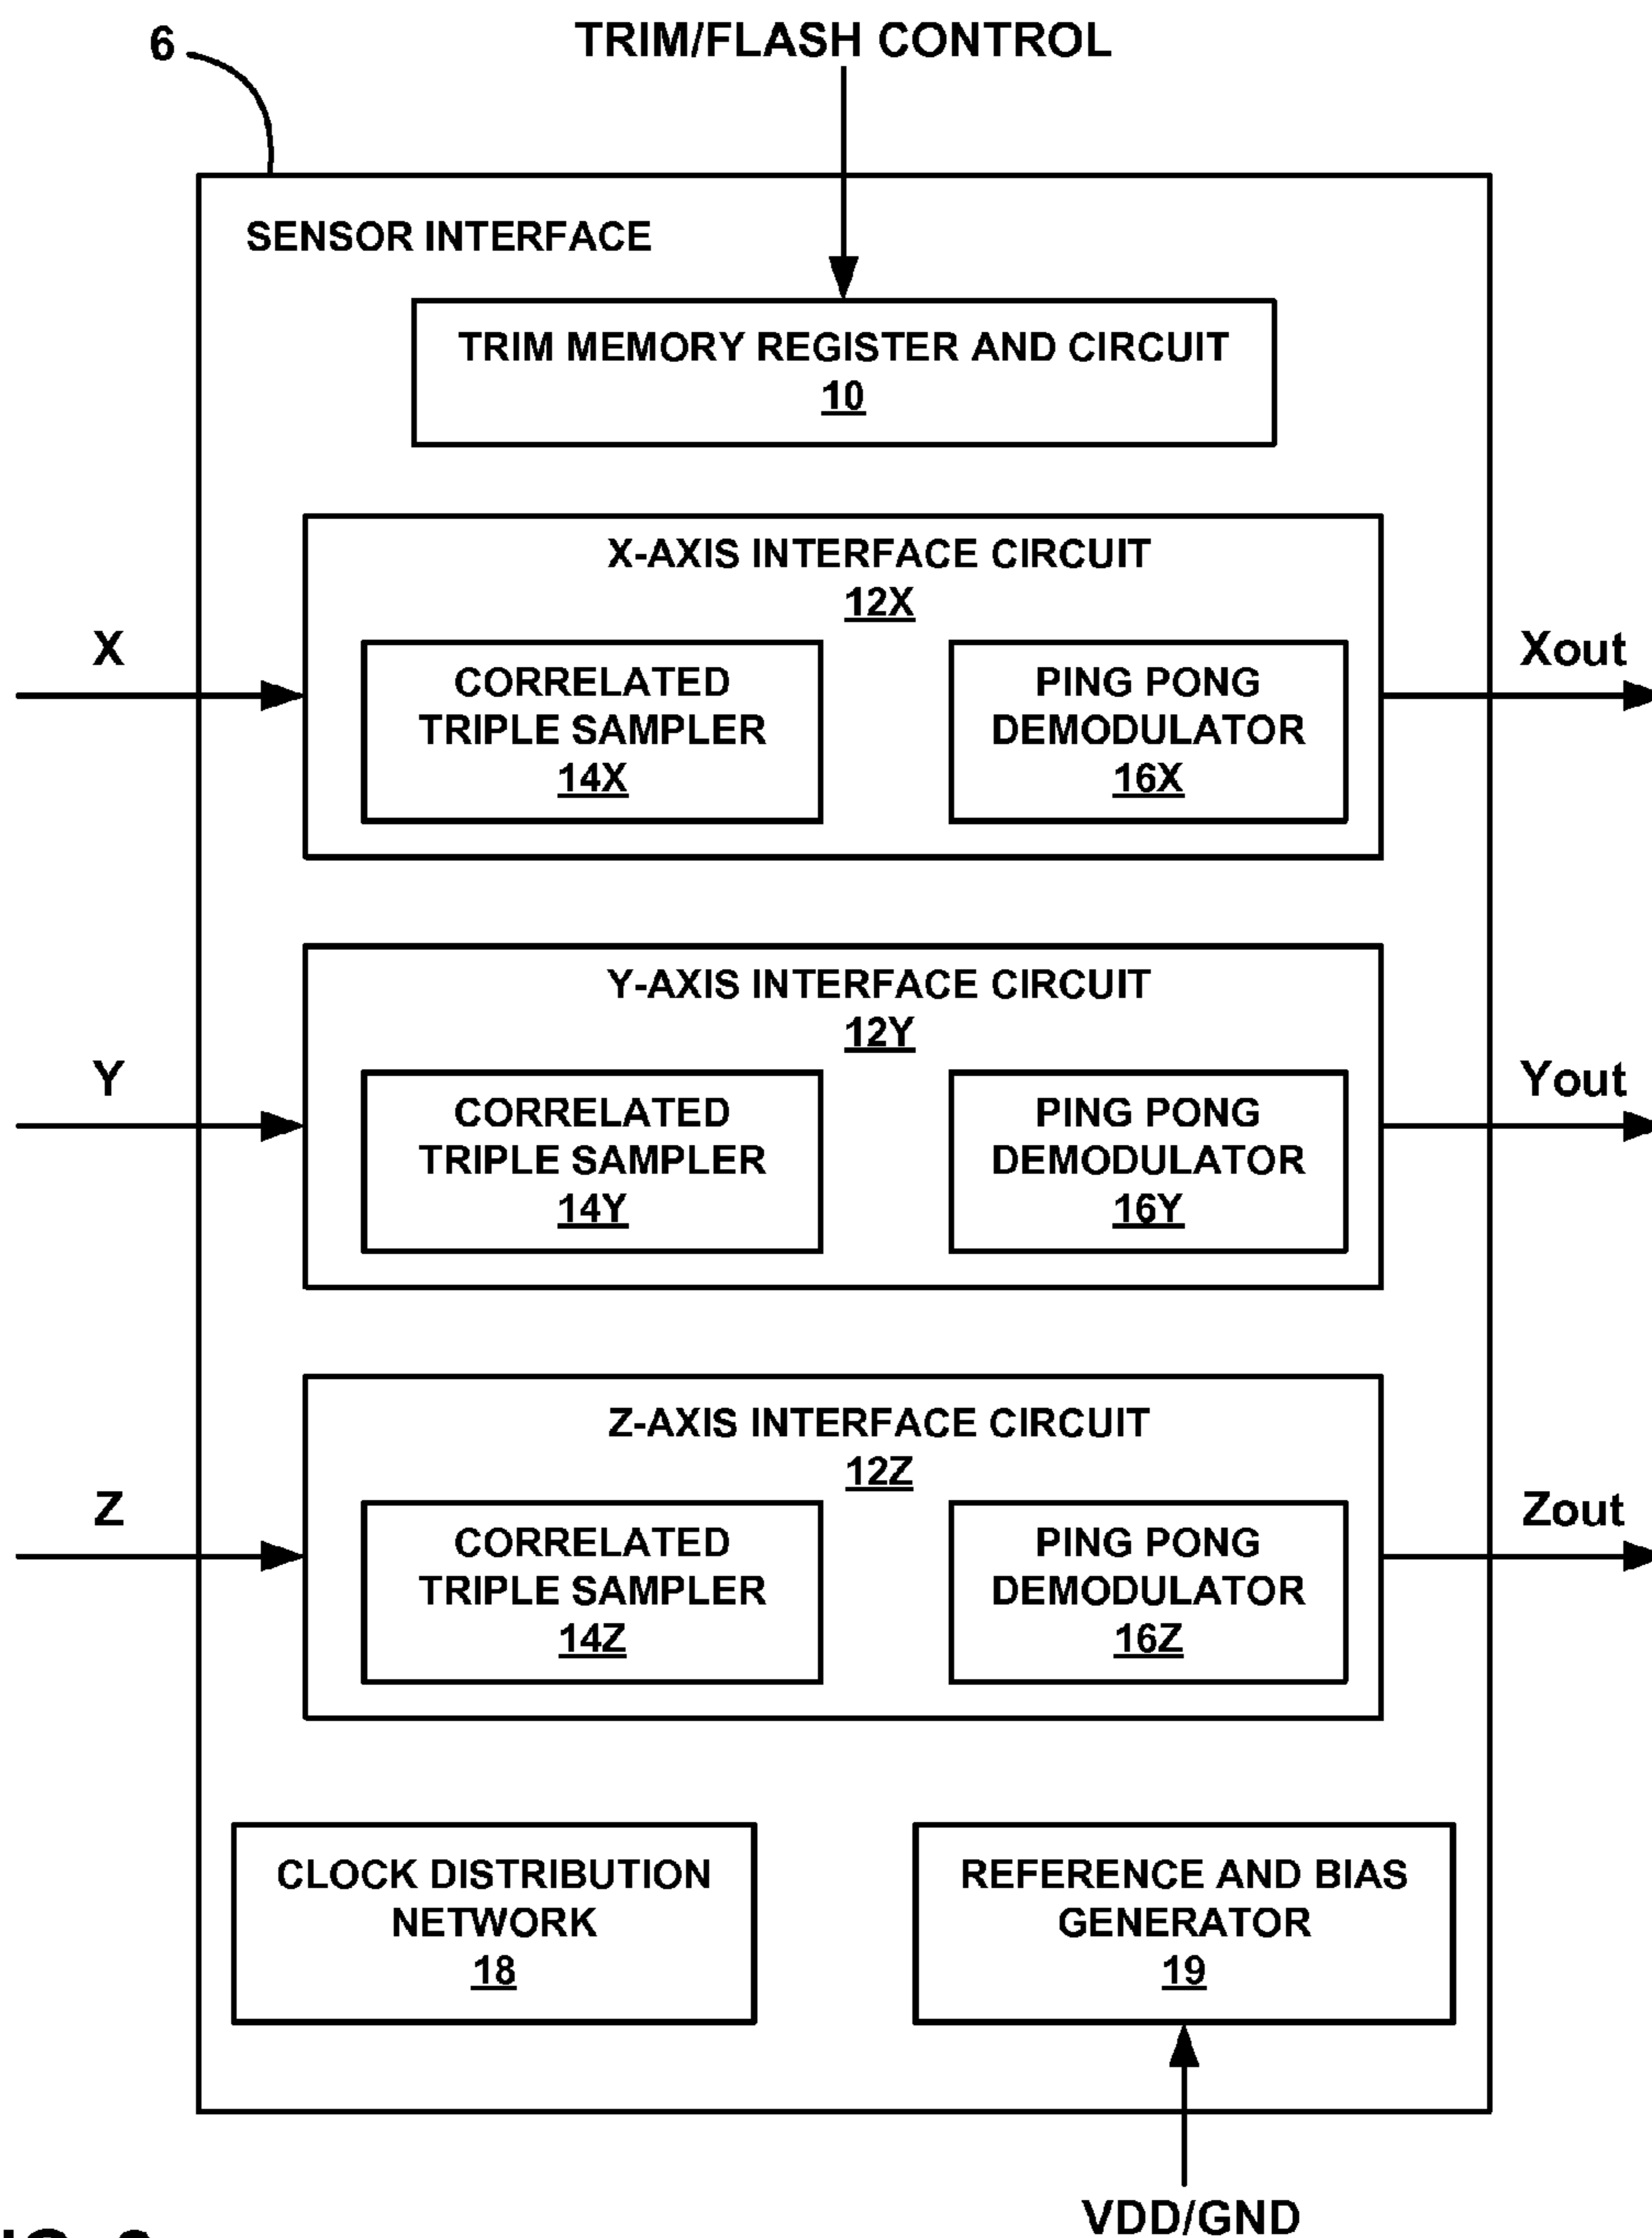 6
TRIM/FLASH CONTROL
SENSOR INTERFACE
TRIM MEMORY REGISTER AND CIRCUIT
10
X-AXIS INTERFACE CIRCUIT
12X
X
CORRELATED
TRIPLE SAMPLER
14X
PING PONG
DEMODULATOR
16X
Xout
Y-AXIS INTERFACE CIRCUIT
12Y
Y
CORRELATED
TRIPLE SAMPLER
14Y
PING PONG
DEMODULATOR
16Y
Yout
Z-AXIS INTERFACE CIRCUIT
12Z
Z
CORRELATED
TRIPLE SAMPLER
14Z
PING PONG
DEMODULATOR
16Z
Zout
CLOCK DISTRIBUTION
NETWORK
18
REFERENCE AND BIAS
GENERATOR
19
VDD/GND